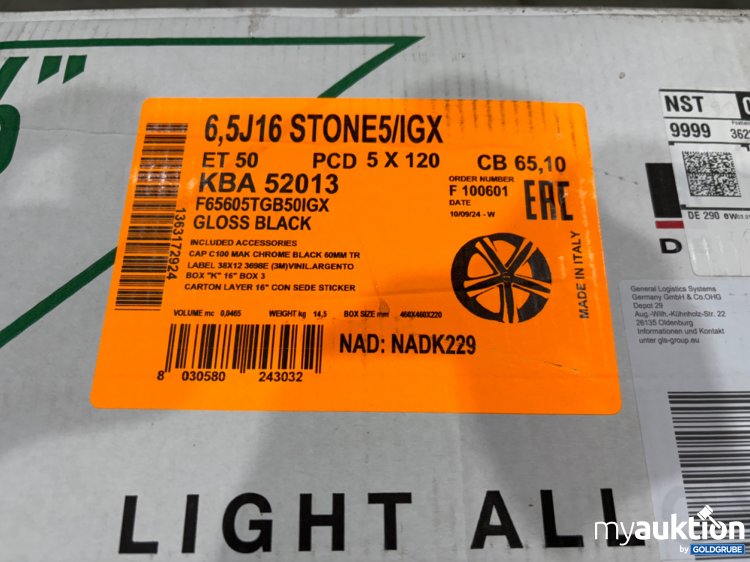 6"
6,5J16 STONE5/IGX
ET 50 PCD 5 X 120 CB 65,10
KBA 52013
F65605TGB50IGX
GLOSS BLACK
ORDER NUMBER
F 100601
DATE
10/09/24 - W
EAC
INCLUDED ACCESSORIES
CAP C100 MAK CHROME BLACK 60MM TR
LABEL 38X12 3698E (3M)VINIL.ARGENTO
BOX "K" 16" BOX 3
CARTON LAYER 16" CON SEDE STICKER
VOLUME mc 0,0465 WEIGHT kg 14,5 BOX SIZE mm 460X460X220
NAD: NADK229
8 030580 243032
1363172924
MADE IN ITALY
NST
9999
DE 290
D
General Logistics Systems
Germany GmbH & Co.OHG
Depot 29
Aug.-Wilh.-Kühnholz-Str. 22
26135 Oldenburg
Informationen und Kontakt
unter gls-group.eu
LIGHT ALL
myauktion
by GOLDGRUBE